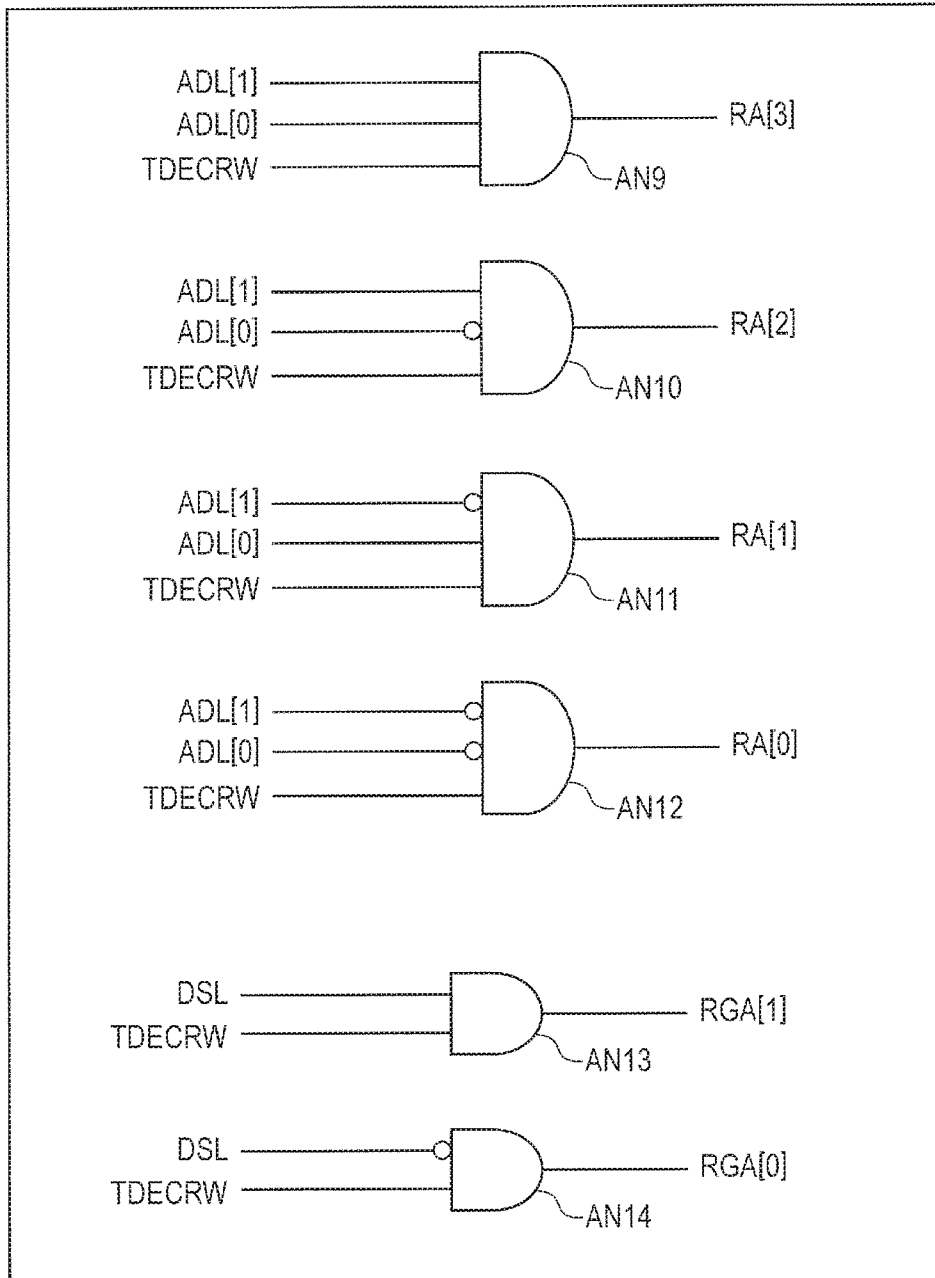 ADL[1]
ADL[0]
TDECRW
RA[3]
AN9
ADL[1]
ADL[0]
TDECRW
RA[2]
AN10
ADL[1]
ADL[0]
TDECRW
RA[1]
AN11
ADL[1]
ADL[0]
TDECRW
RA[0]
AN12
DSL
TDECRW
RGA[1]
AN13
DSL
TDECRW
RGA[0]
AN14